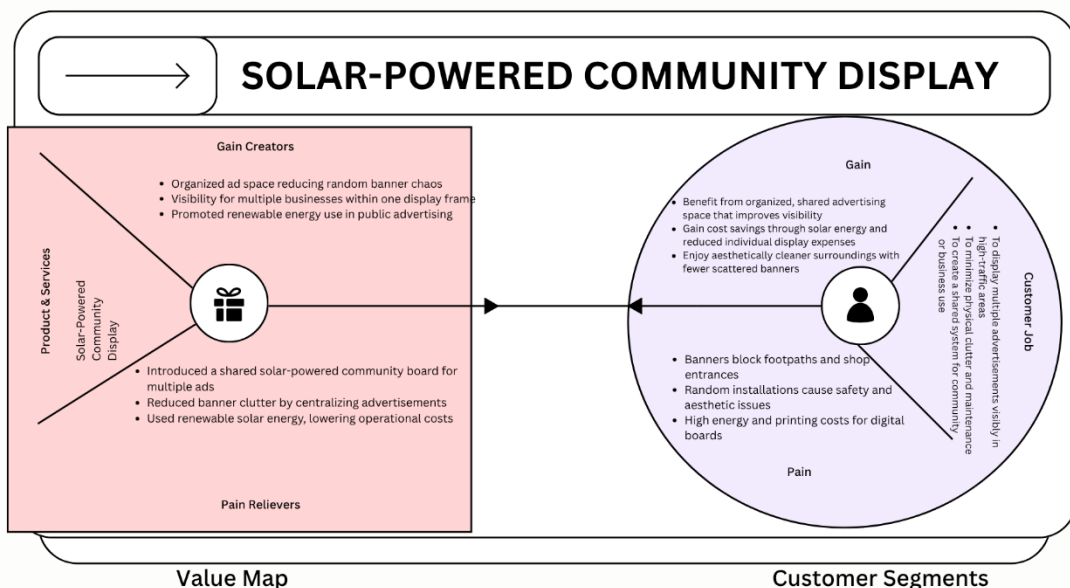 SOLAR-POWERED COMMUNITY DISPLAY
Gain Creators
• Organized ad space reducing random banner chaos
• Visibility for multiple businesses within one display frame
• Promoted renewable energy use in public advertising
Product & Services
Solar-Powered
Community
Display
• Introduced a shared solar-powered community board for
multiple ads
• Reduced banner clutter by centralizing advertisements
• Used renewable solar energy, lowering operational costs
Pain Relievers
Value Map
Gain
• Benefit from organized, shared advertising
space that improves visibility
• Gain cost savings through solar energy and
reduced individual display expenses
• Enjoy aesthetically cleaner surroundings with
fewer scattered banners
Customer Job
• To display multiple advertisements visibly in
high-traffic areas
• To minimize physical clutter and maintenance
• To create a shared system for community
or business use
• Banners block footpaths and shop
entrances
• Random installations cause safety and
aesthetic issues
• High energy and printing costs for digital
boards
Pain
Customer Segments